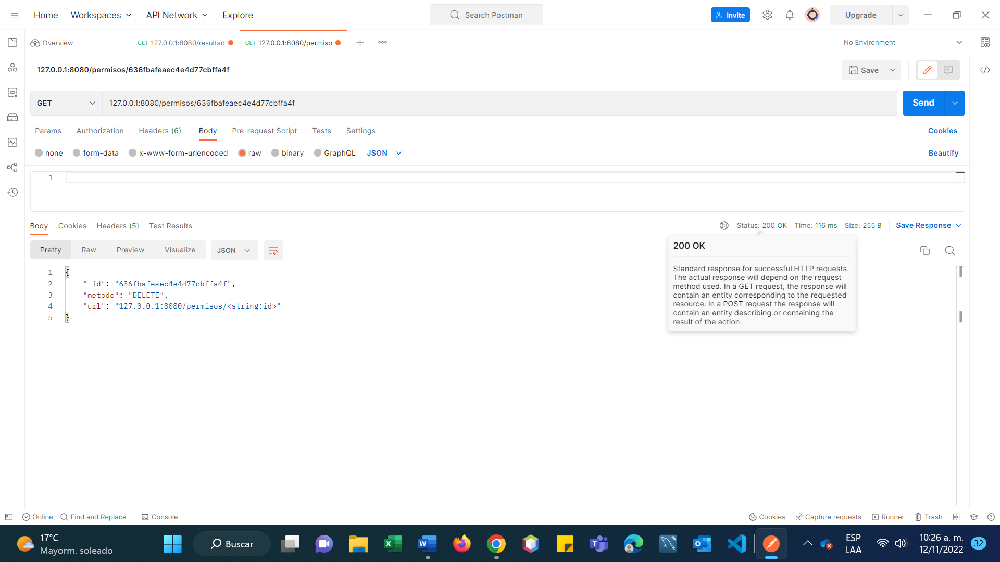 Home Workspaces API Network Explore Search Postman Invite Upgrade
Overview GET 127.0.0.1:8080/resultad GET 127.0.0.1:8080/permiso No Environment
127.0.0.1:8080/permisos/636fbafeaec4e4d77cbffa4f Save
GET 127.0.0.1:8080/permisos/636fbafeaec4e4d77cbffa4f Send
Params Authorization Headers (6) Body Pre-request Script Tests Settings Cookies
none form-data x-www-form-urlencoded raw binary GraphQL JSON Beautify
1
Body Cookies Headers (5) Test Results Status: 200 OK Time: 116 ms Size: 255 B Save Response
Pretty Raw Preview Visualize JSON
200 OK
Standard response for successful HTTP requests.
The actual response will depend on the request
method used. In a GET request, the response will
contain an entity corresponding to the requested
resource. In a POST request the response will
contain an entity describing or containing the
result of the action.
1 {
2 "_id": "636fbafeaec4e4d77cbffa4f",
3 "metodo": "DELETE",
4 "url": "127.0.0.1:8080/permisos/<string:id>"
5 }
Online Find and Replace Console Cookies Capture requests Runner Trash
17°C
Mayorm. soleado
Buscar
ESP
LAA
10:26 a. m.
12/11/2022
32